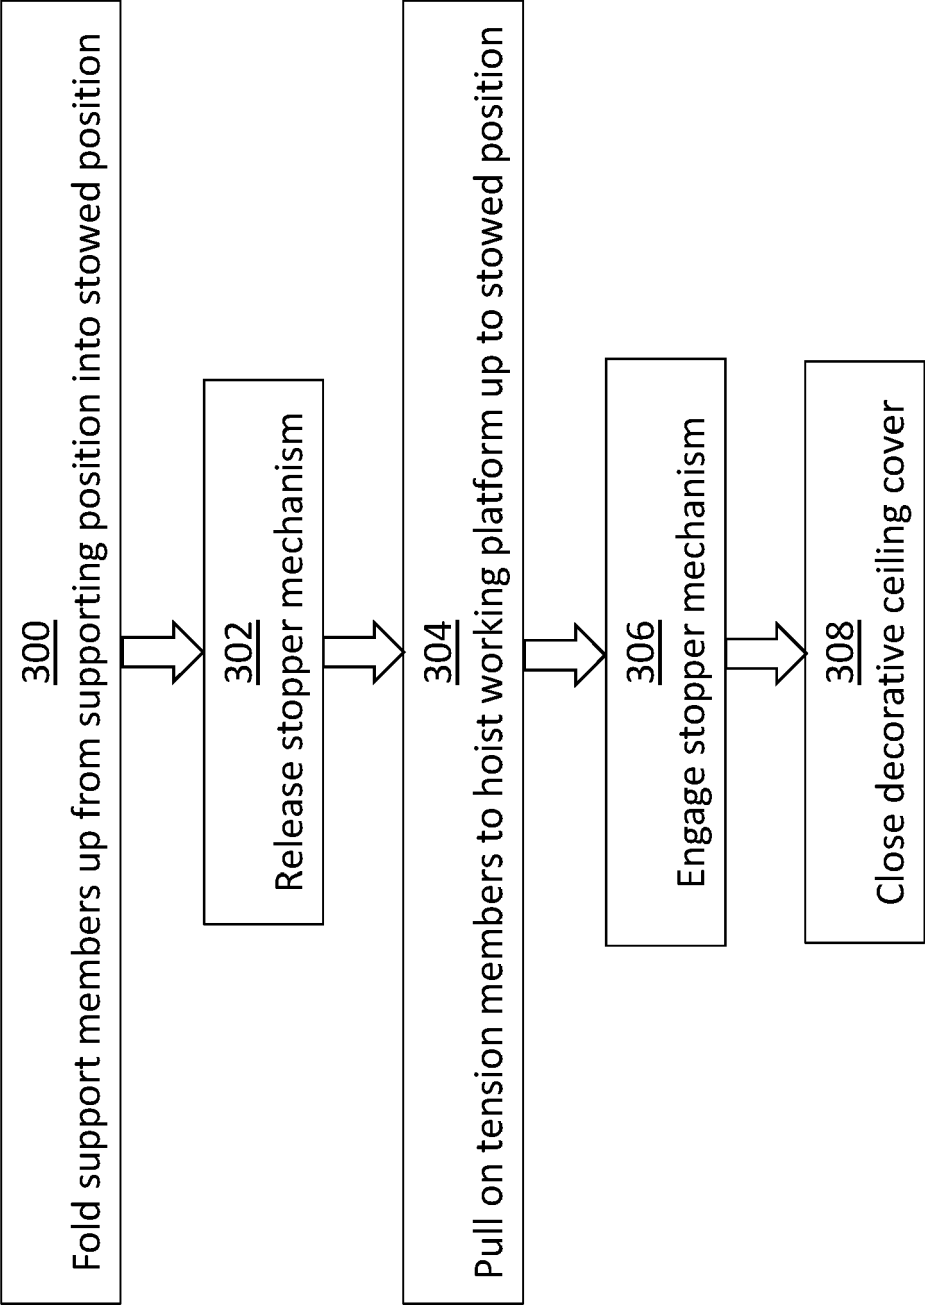 300
Fold support members up from supporting position into stowed position
302
Release stopper mechanism
304
Pull on tension members to hoist working platform up to stowed position
306
Engage stopper mechanism
308
Close decorative ceiling cover